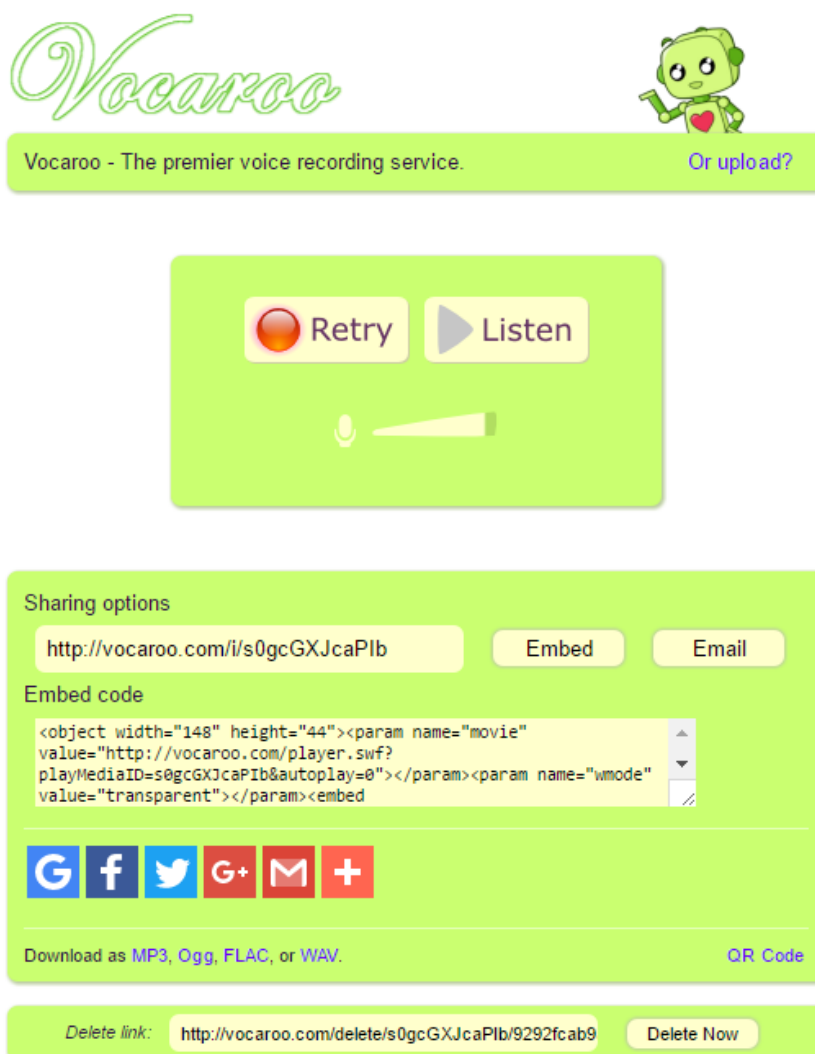 Vocaroo
Vocaroo - The premier voice recording service.
Or upload?
Retry
Listen
Sharing options
http://vocaroo.com/i/s0gcGXJcaPIb
Embed
Email
Embed code
<object width="148" height="44"><param name="movie"
value="http://vocaroo.com/player.swf?
playMediaID=s0gcGXJcaPIb&autoplay=0"></param><param name="wmode"
value="transparent"></param><embed
G f G+ M +
Download as MP3, Ogg, FLAC, or WAV.
QR Code
Delete link:
http://vocaroo.com/delete/s0gcGXJcaPIb/9292fcab9
Delete Now